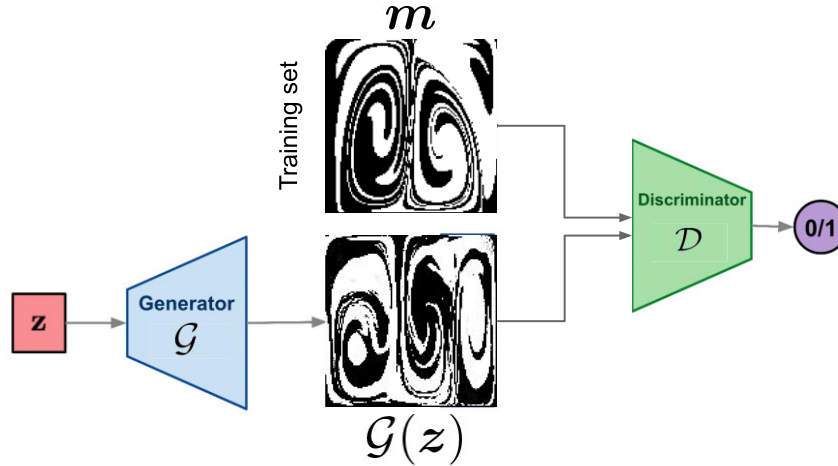 m
Training set
Discriminator
𝒟
0/1
Generator
𝒢
z
𝒢(z)